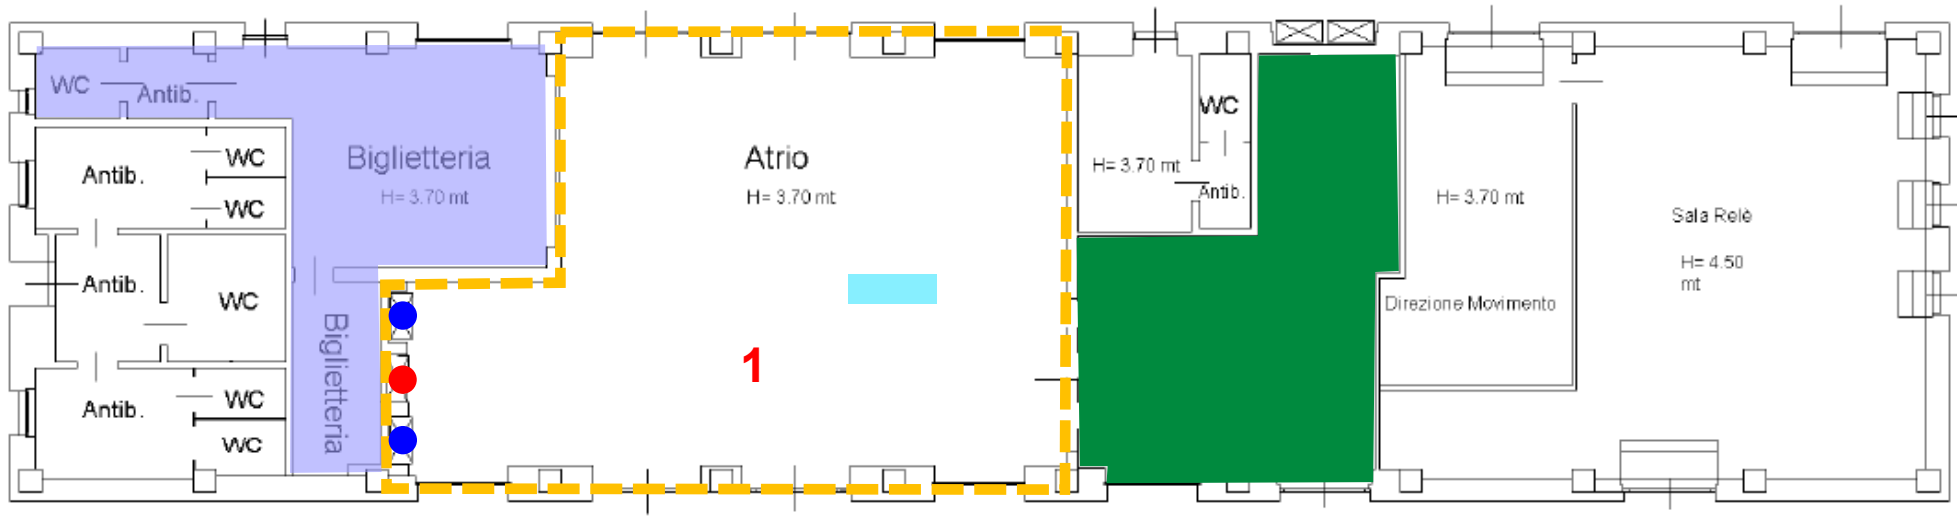 WC
Antib.
Biglietteria
H= 3.70 mt
Antib.
WC
WC
Antib.
WC
Biglietteria
Antib.
WC
WC
Atrio
H= 3.70 mt
1
H= 3.70 mt
WC
Antib.
H= 3.70 mt
Direzione Movimento
Sala Relè
H= 4.50
mt